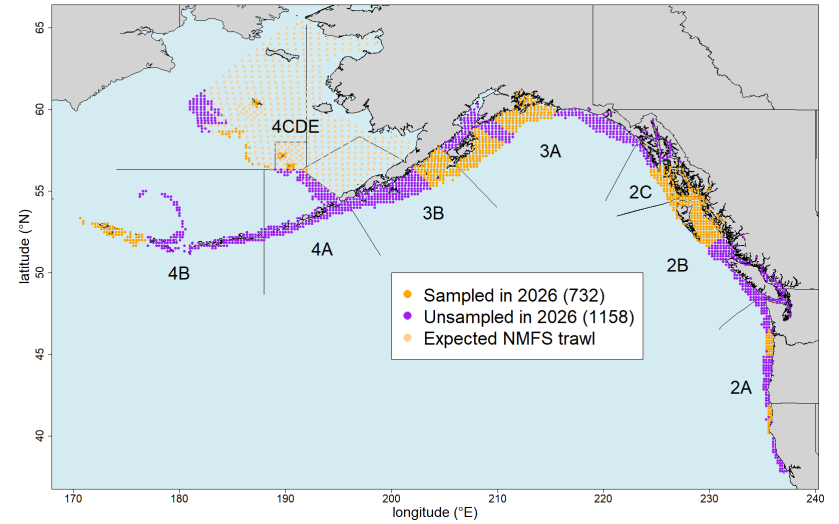 65
60
55
50
45
40
latitude (°N)
4CDE
3A
2C
3B
4A
4B
2B
2A
Sampled in 2026 (732)
Unsampled in 2026 (1158)
Expected NMFS trawl
170 180 190 200 210 220 230 240
longitude (°E)